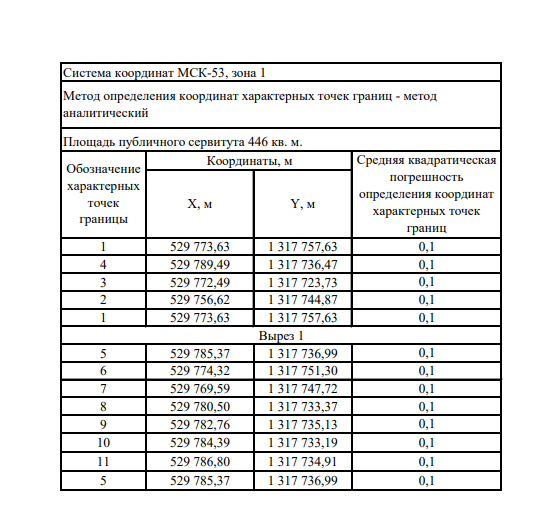 Система координат МСК-53, зона 1
Метод определения координат характерных точек границ - метод
аналитический
Площадь публичного сервитута 446 кв. м.
Обозначение
характерных
точек
границы
Координаты, м
X, м
Y, м
Средняя квадратическая
погрешность
определения координат
характерных точек
границ
1 529 773,63 1 317 757,63 0,1
4 529 789,49 1 317 736,47 0,1
3 529 772,49 1 317 723,73 0,1
2 529 756,62 1 317 744,87 0,1
1 529 773,63 1 317 757,63 0,1
Вырез 1
5 529 785,37 1 317 736,99 0,1
6 529 774,32 1 317 751,30 0,1
7 529 769,59 1 317 747,72 0,1
8 529 780,50 1 317 733,37 0,1
9 529 782,76 1 317 735,13 0,1
10 529 784,39 1 317 733,19 0,1
11 529 786,80 1 317 734,91 0,1
5 529 785,37 1 317 736,99 0,1